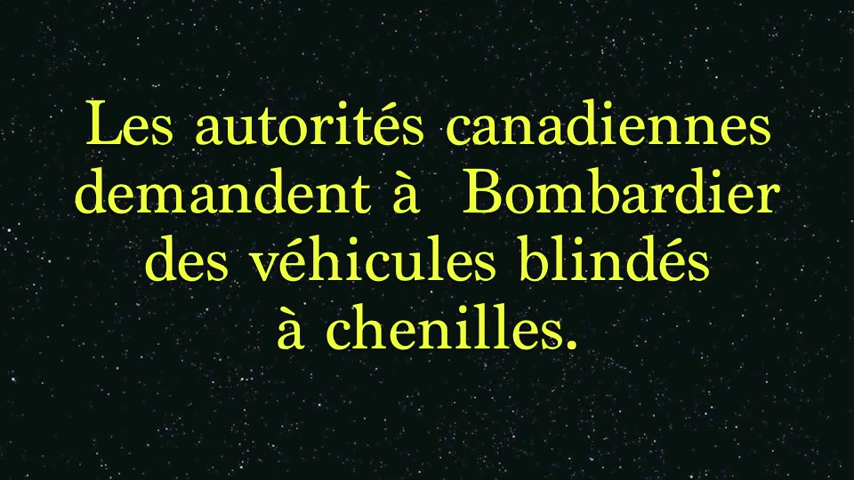 Les autorités canadiennes
demandent à  Bombardier
des véhicules blindés
à chenilles.